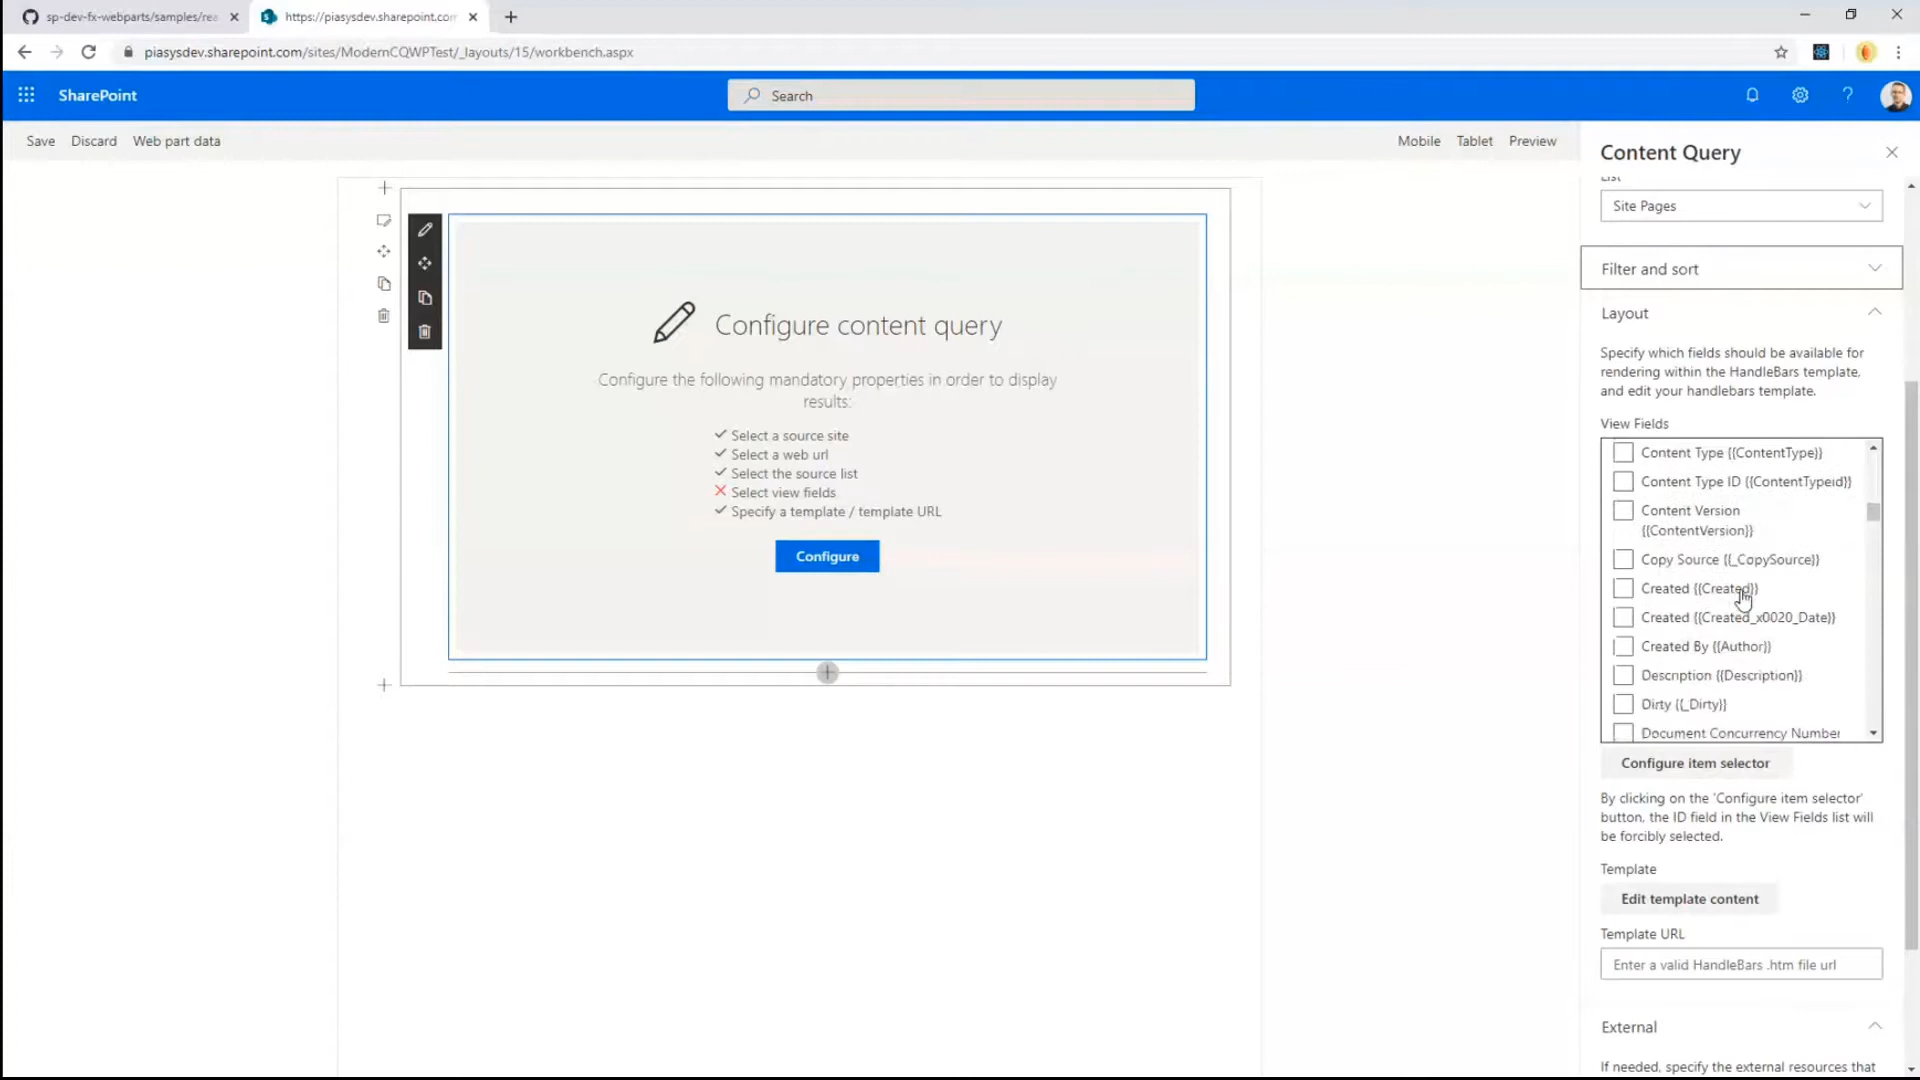 sp-dev-fx-webparts/samples/rea
https://piasysdev.sharepoint.com
piasysdev.sharepoint.com/sites/ModernCQWPTest/_layouts/15/workbench.aspx
SharePoint
Search
Save Discard Web part data
Mobile Tablet Preview
Configure content query
Configure the following mandatory properties in order to display
results:
Select a source site
Select a web url
Select the source list
Select view fields
Specify a template / template URL
Configure
Content Query
List
Site Pages
Filter and sort
Layout
Specify which fields should be available for
rendering within the HandleBars template,
and edit your handlebars template.
View Fields
Content Type {{ContentType}}
Content Type ID {{ContentTypeId}}
Content Version
{{ContentVersion}}
Copy Source {{_CopySource}}
Created {{Created}}
Created {{Created_x0020_Date}}
Created By {{Author}}
Description {{Description}}
Dirty {{_Dirty}}
Document Concurrency Number
Configure item selector
By clicking on the 'Configure item selector'
button, the ID field in the View Fields list will
be forcibly selected.
Template
Edit template content
Template URL
Enter a valid HandleBars .htm file url
External
If needed, specify the external resources that